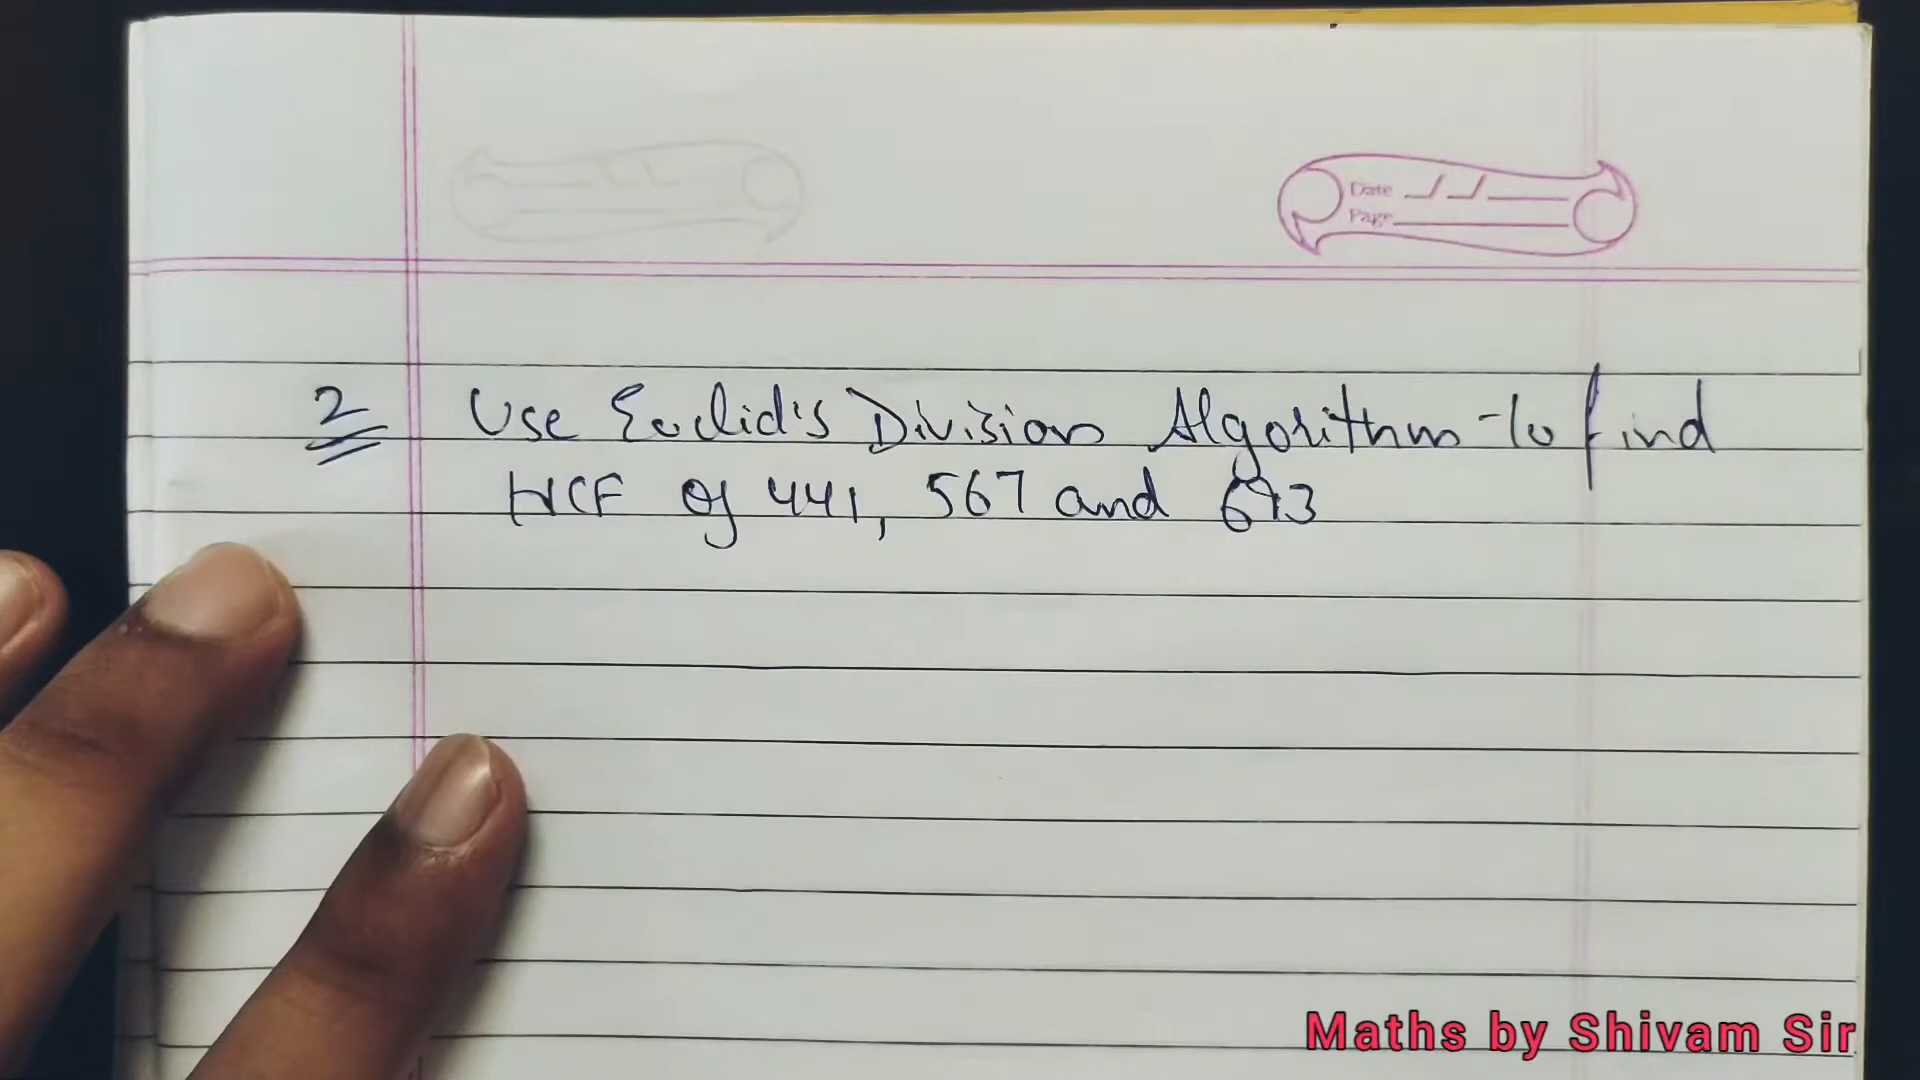 Date
Page
2 Use Euclid's Division Algorithm to find
HCF of 441, 567 and 693
Maths by Shivam Sir